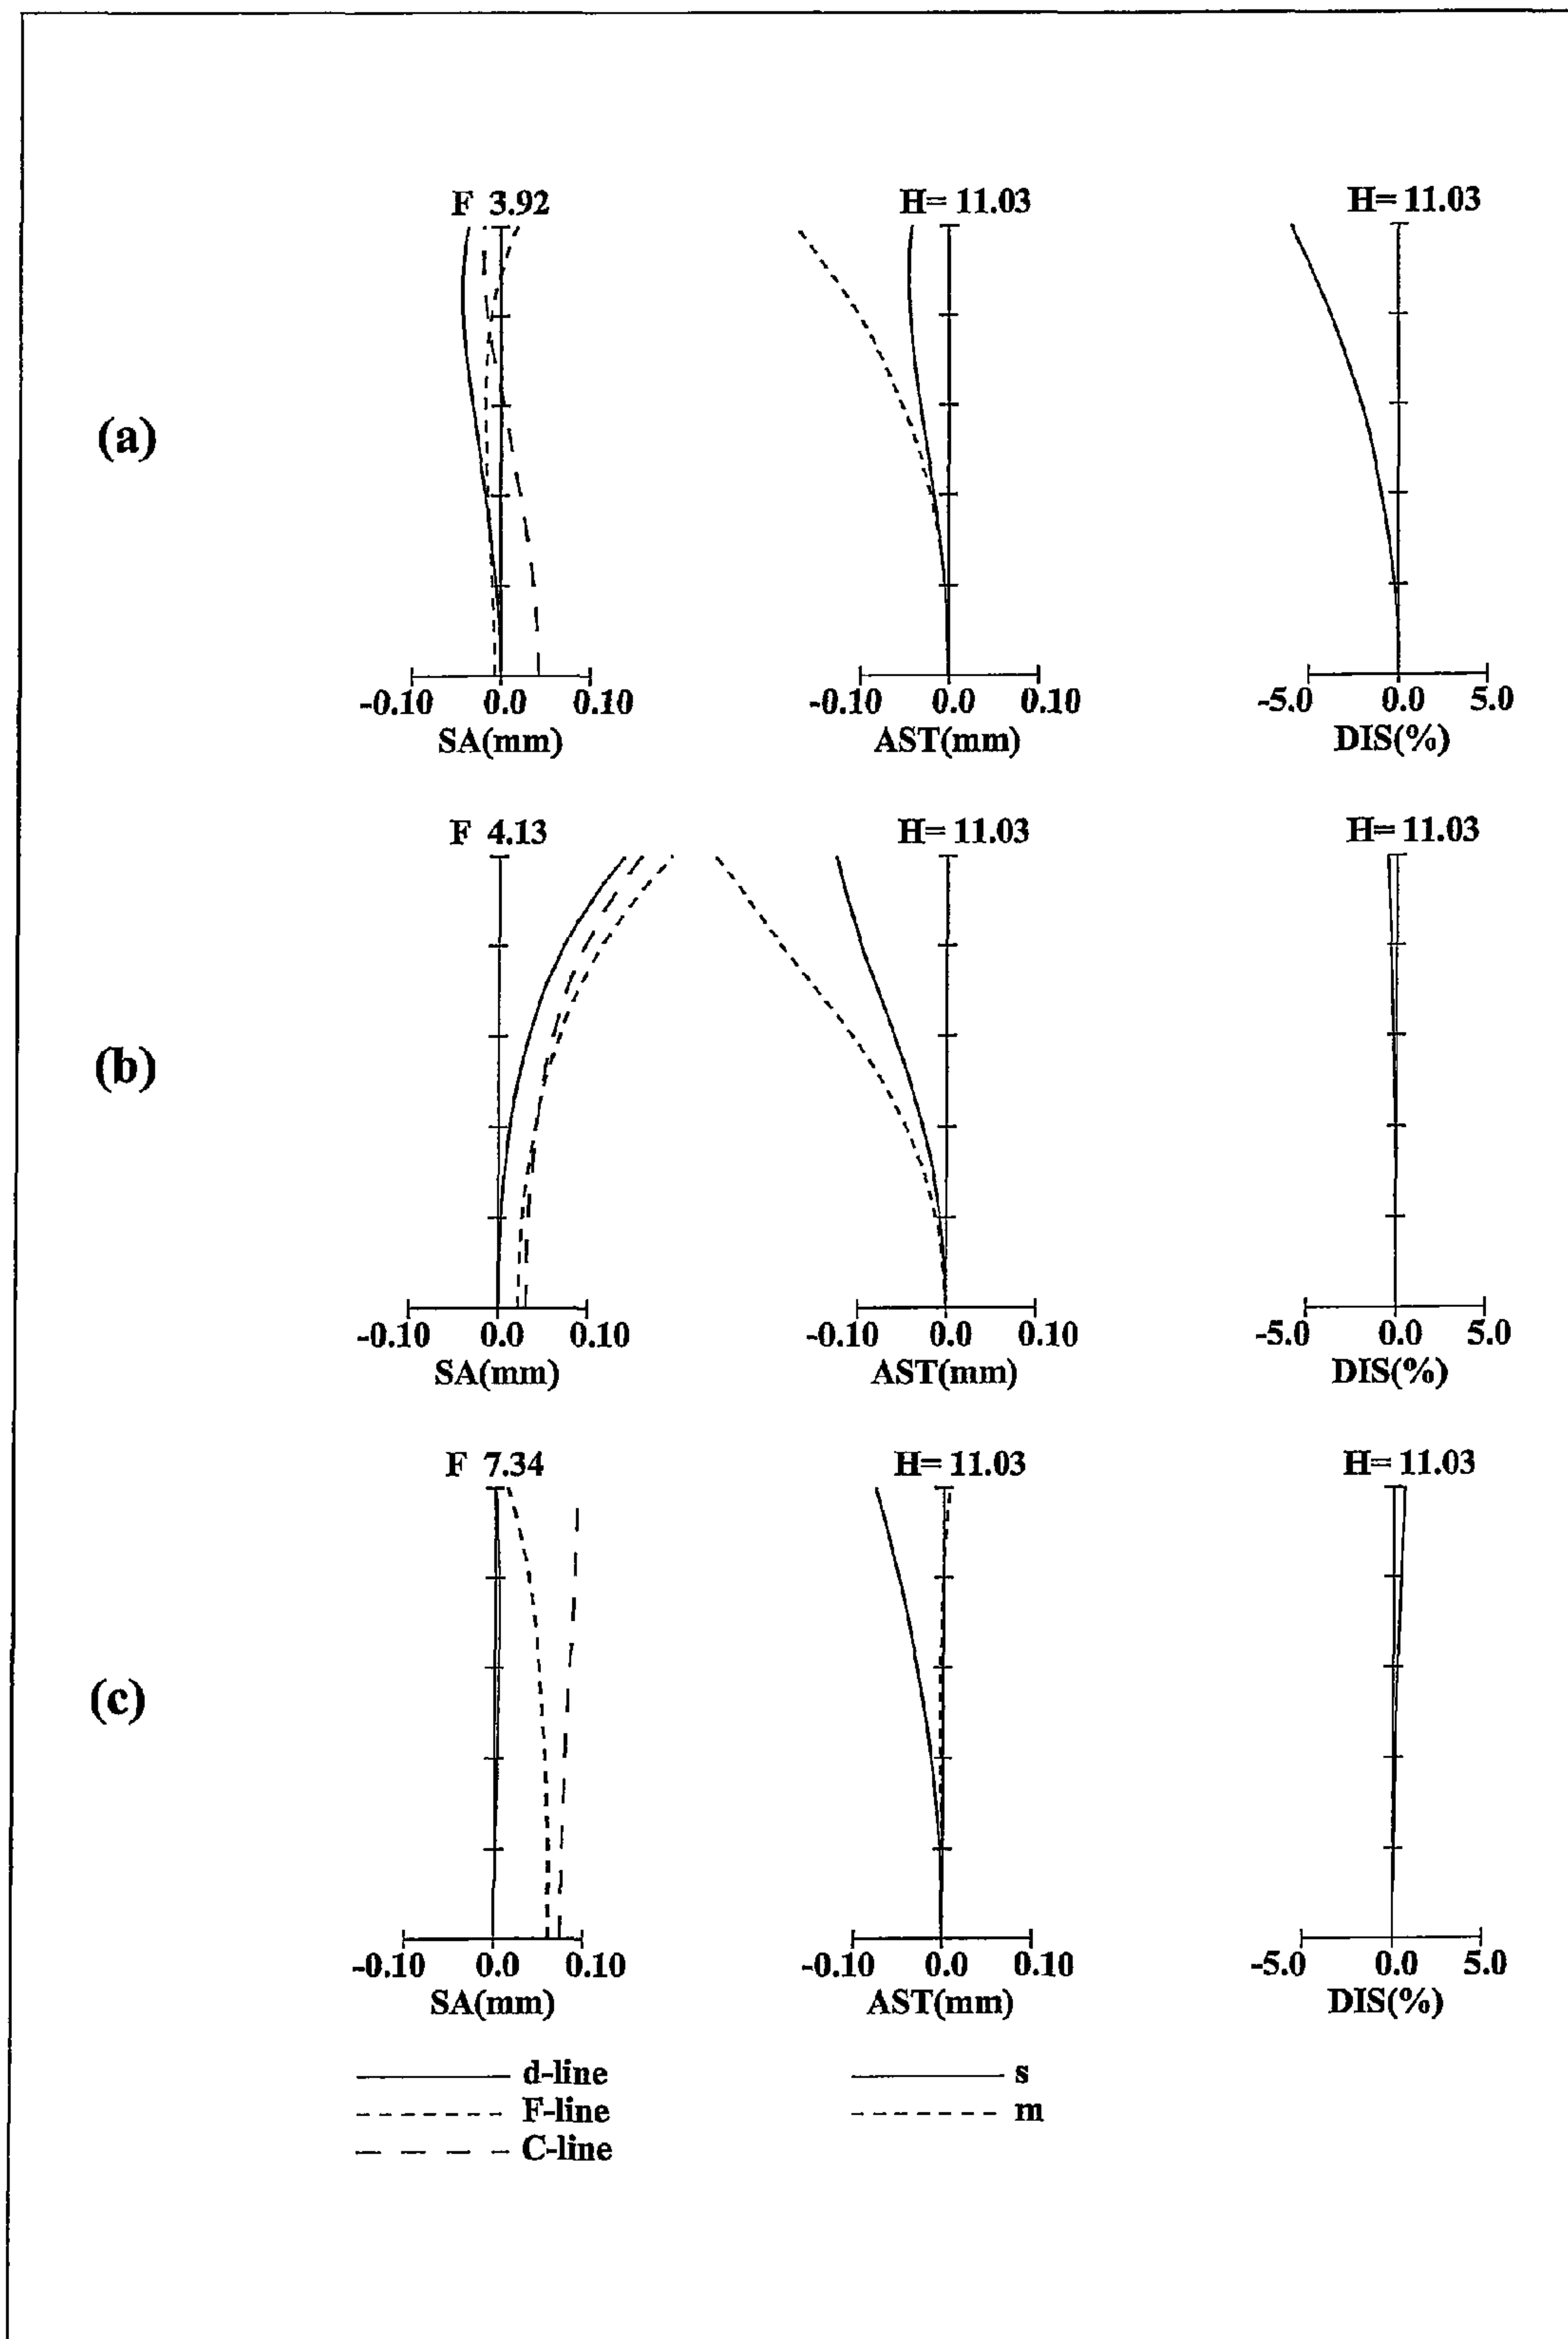 F 3.92
H= 11.03
H= 11.03
(a)
-0.10 0.0 0.10
SA(mm)
-0.10 0.0 0.10
AST(mm)
-5.0 0.0 5.0
DIS(%)
F 4.13
H= 11.03
H= 11.03
(b)
-0.10 0.0 0.10
SA(mm)
-0.10 0.0 0.10
AST(mm)
-5.0 0.0 5.0
DIS(%)
F 7.34
H= 11.03
H= 11.03
(c)
-0.10 0.0 0.10
SA(mm)
-0.10 0.0 0.10
AST(mm)
-5.0 0.0 5.0
DIS(%)
d-line
F-line
C-line
s
m